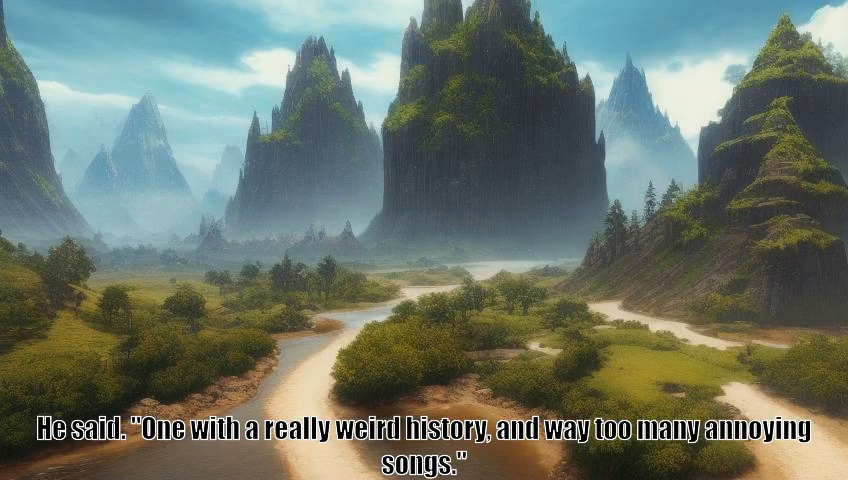 He said. "One with a really weird history, and way too many annoying
songs."